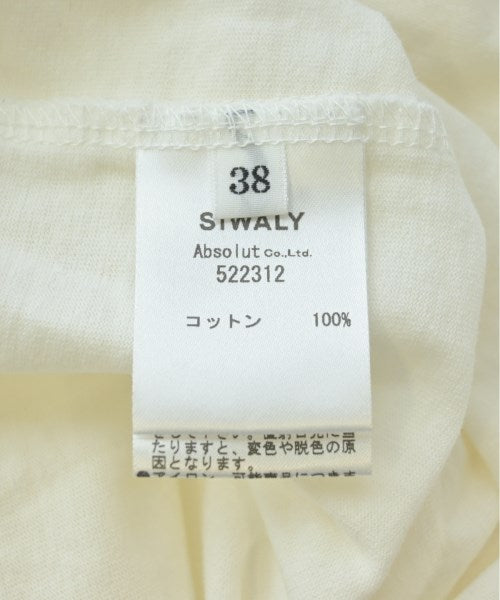 38
SIWALY
Absolut Co.,Ltd.
522312
コットン 100%
たりますと、変色や脱色の原
因となります。